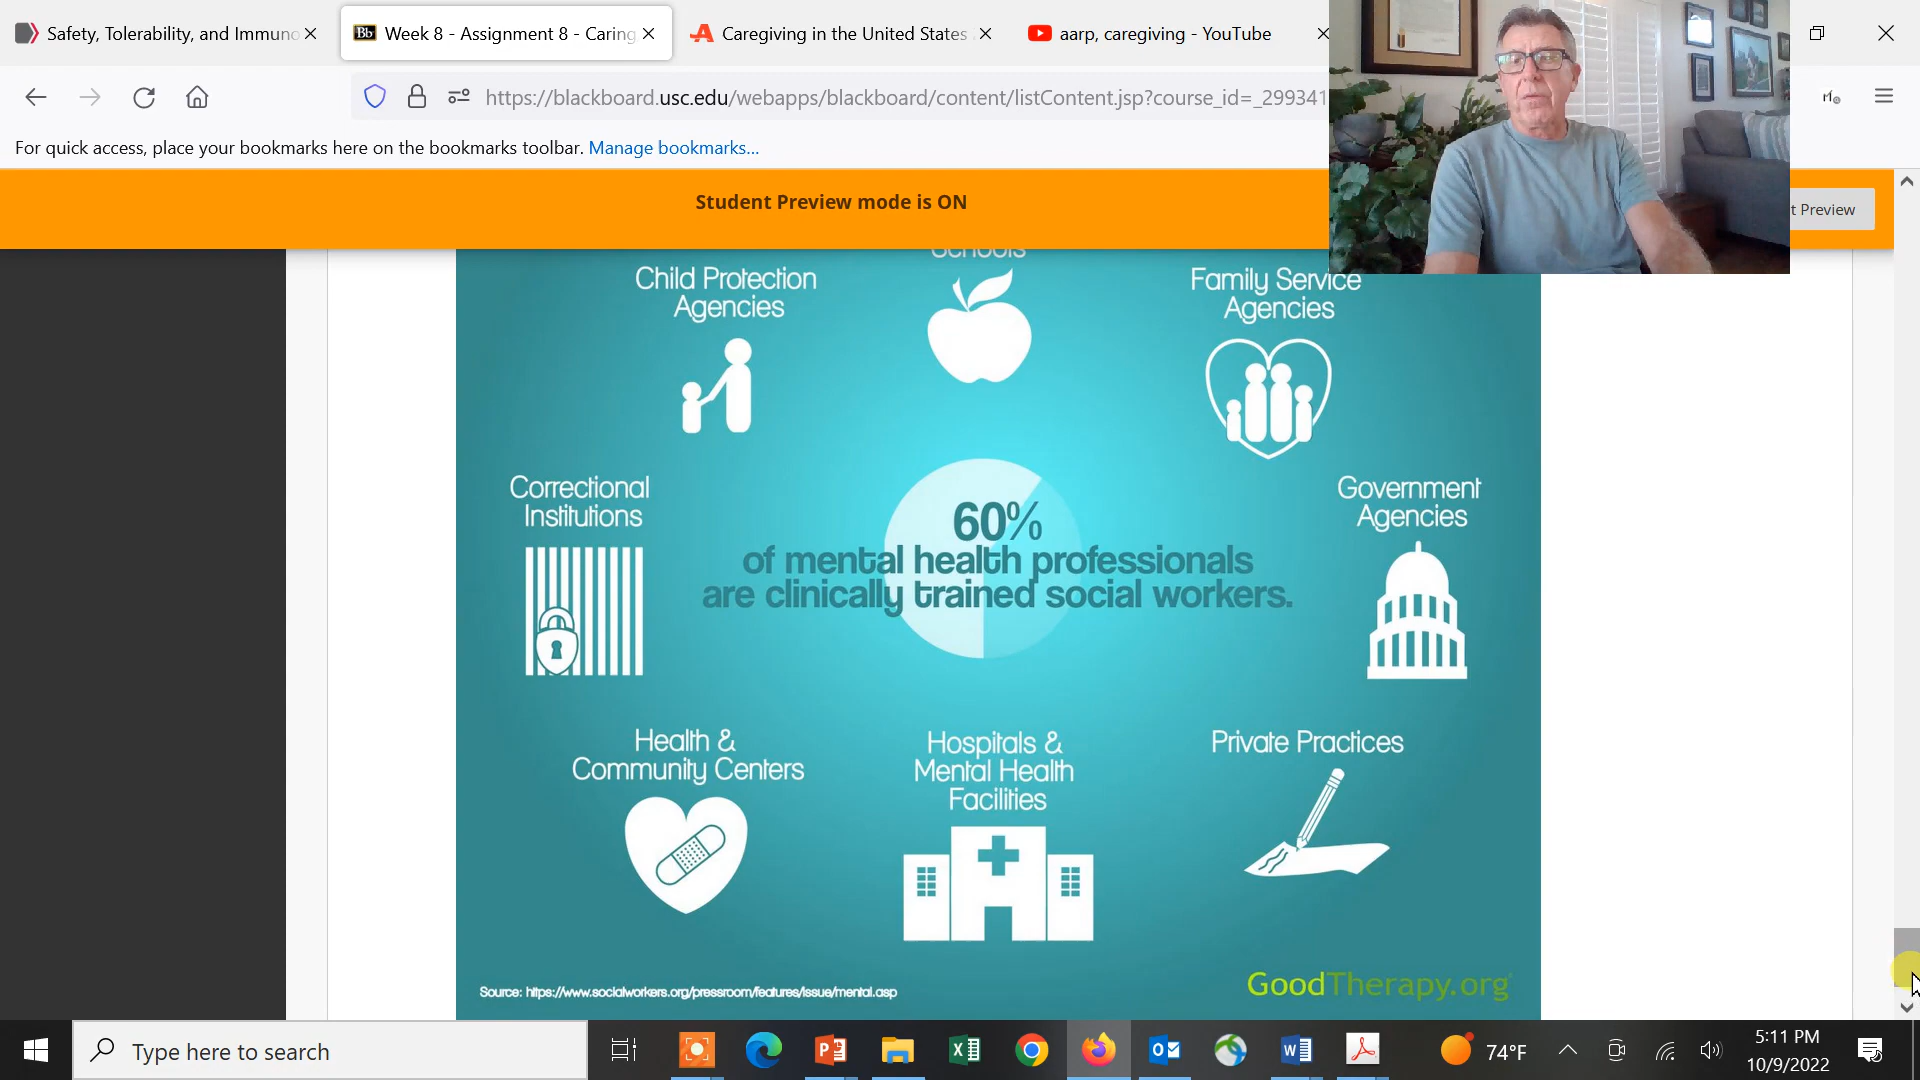 Safety, Tolerability, and Immuno
Week 8 - Assignment 8 - Caring
Caregiving in the United States
aarp, caregiving - YouTube
https://blackboard.usc.edu/webapps/blackboard/content/listContent.jsp?course_id=_299341
For quick access, place your bookmarks here on the bookmarks toolbar. Manage bookmarks...
Student Preview mode is ON
t Preview
Schools
Child Protection
Agencies
Family Service
Agencies
Correctional
Institutions
Government
Agencies
60%
of mental health professionals
are clinically trained social workers.
Health &
Community Centers
Hospitals &
Mental Health
Facilities
Private Practices
Source: https://www.socialworkers.org/pressroom/features/issue/mental.asp
GoodTherapy.org
Type here to search
74°F
5:11 PM
10/9/2022